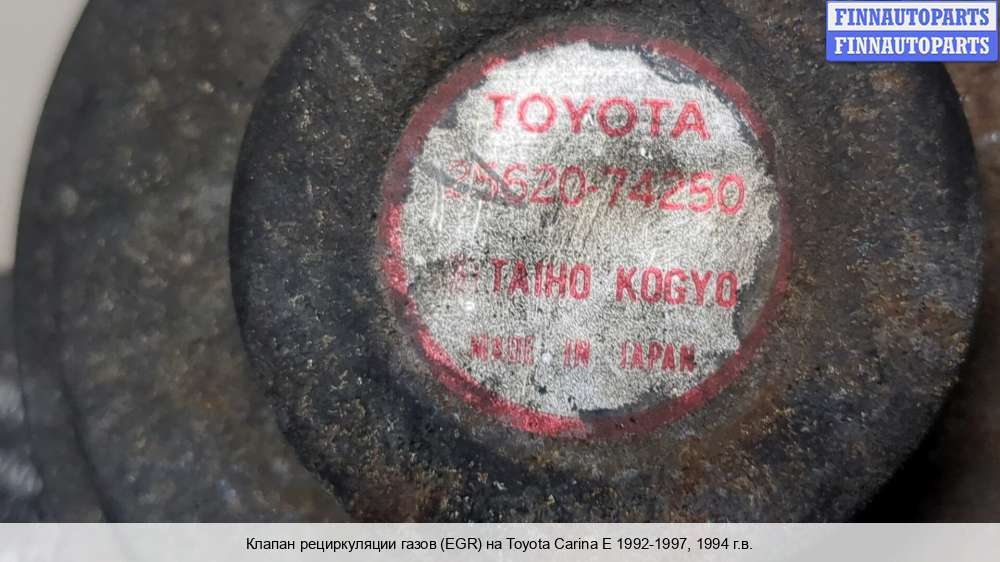 FINNAUTOPARTS
FINNAUTOPARTS
TOYOTA
25620-74250
TAIHO KOGYO
MADE IN JAPAN
Клапан рециркуляции газов (EGR) на Toyota Carina E 1992-1997, 1994 г.в.